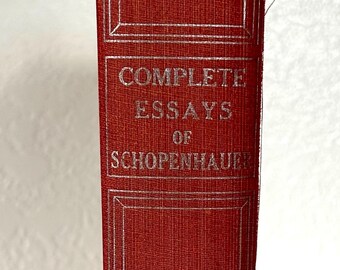 COMPLETE
ESSAYS
OF
SCHOPENHAUER